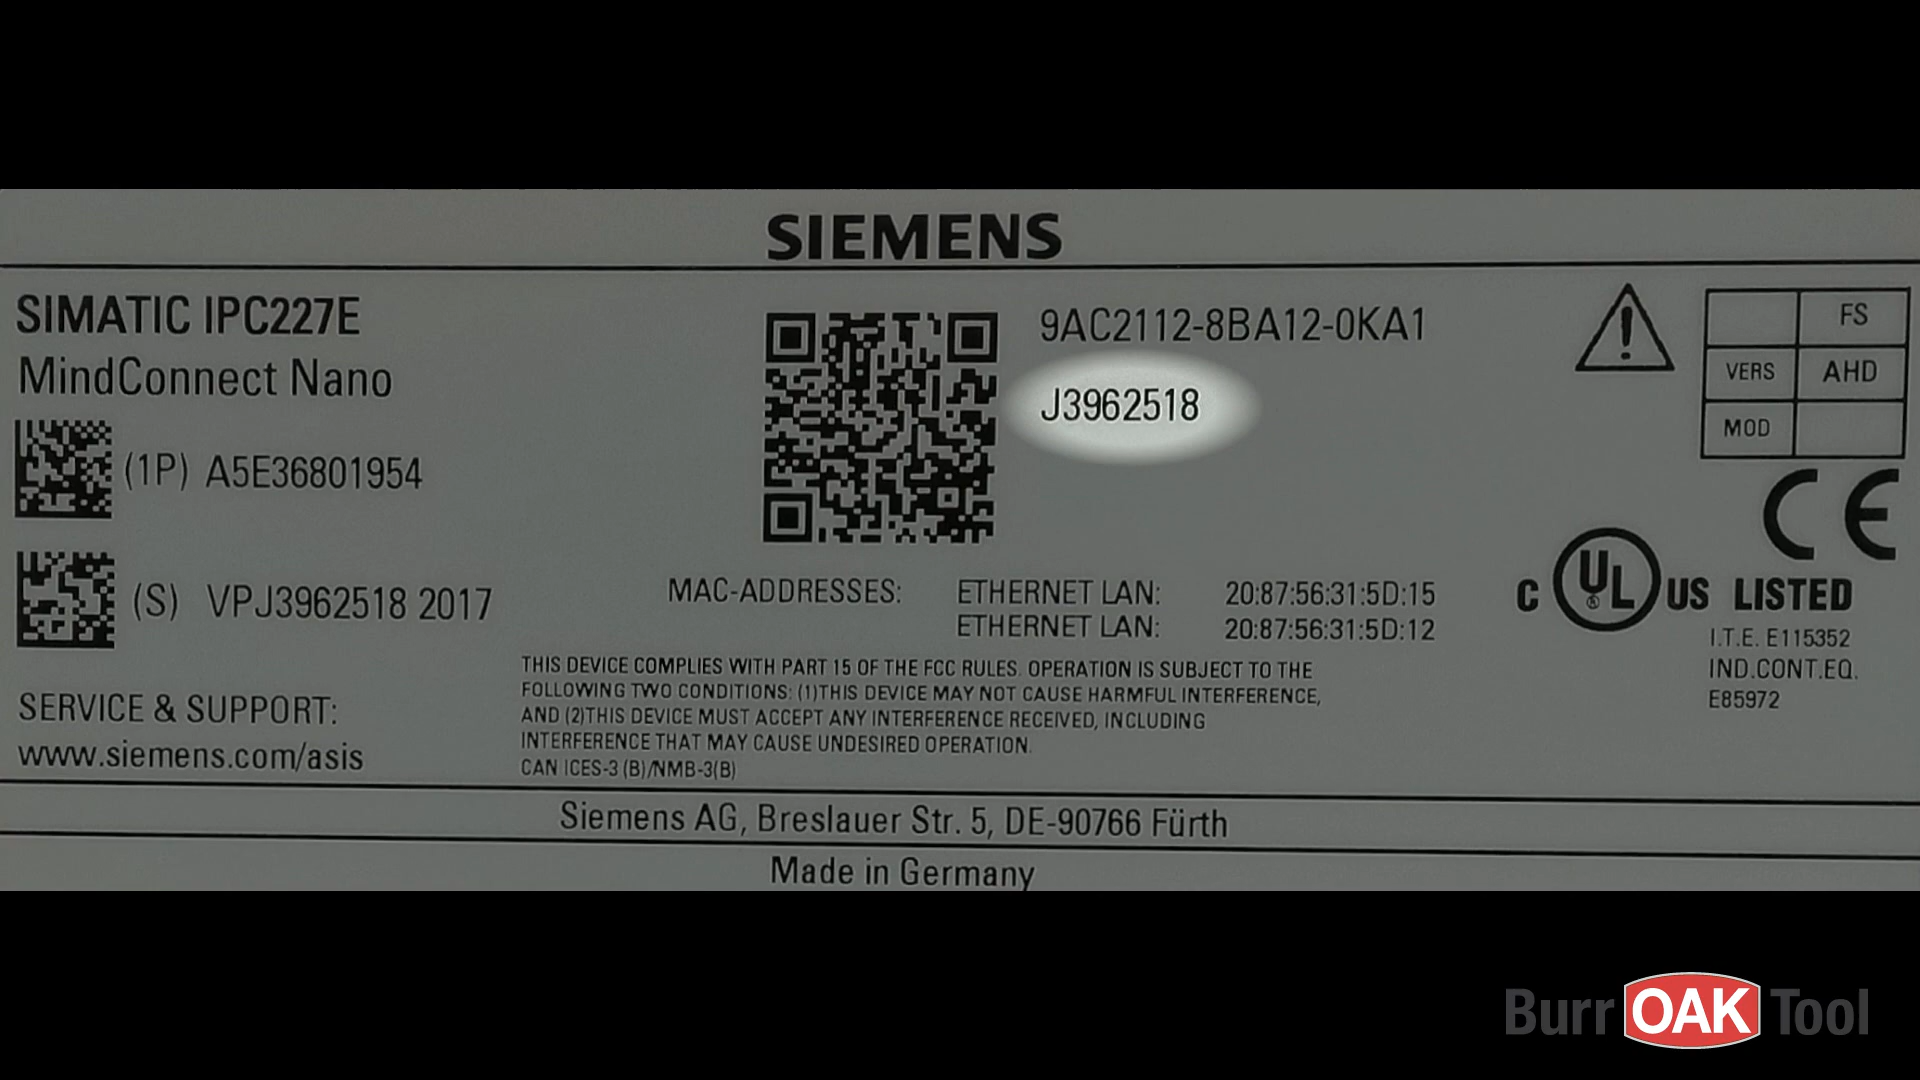 SIEMENS
SIMATIC IPC227E
MindConnect Nano
(1P) A5E36801954
(S) VPJ3962518 2017
SERVICE & SUPPORT:
www.siemens.com/asis
9AC2112-8BA12-0KA1
J3962518
MAC-ADDRESSES: ETHERNET LAN: 20:87:56:31:5D:15
ETHERNET LAN: 20:87:56:31:5D:12
THIS DEVICE COMPLIES WITH PART 15 OF THE FCC RULES. OPERATION IS SUBJECT TO THE
FOLLOWING TWO CONDITIONS: (1)THIS DEVICE MAY NOT CAUSE HARMFUL INTERFERENCE,
AND (2)THIS DEVICE MUST ACCEPT ANY INTERFERENCE RECEIVED, INCLUDING
INTERFERENCE THAT MAY CAUSE UNDESIRED OPERATION.
CAN ICES-3 (B)/NMB-3(B)
FS
VERS AHD
MOD
CE
C UL ® US LISTED
I.T.E. E115352
IND.CONT.EQ.
E85972
Siemens AG, Breslauer Str. 5, DE-90766 Fürth
Made in Germany
Burr OAK Tool